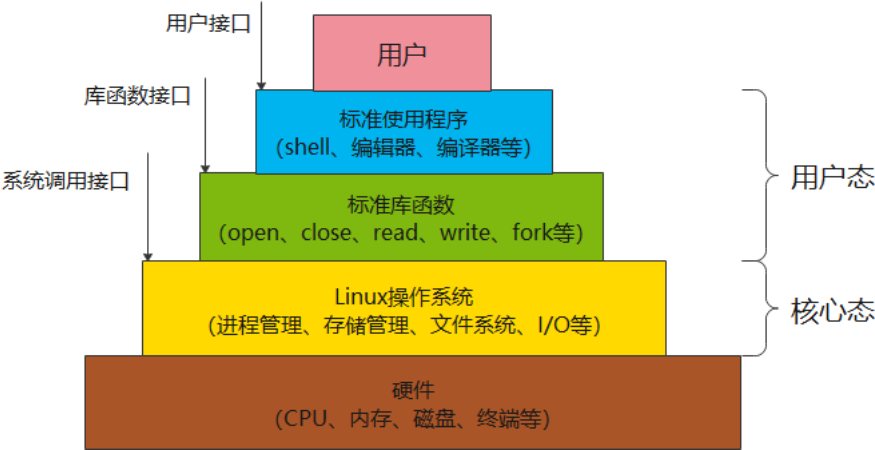 用户接口
用户
库函数接口
标准使用程序
（shell、编辑器、编译器等）
系统调用接口
用户态
标准库函数
（open、close、read、write、fork等）
Linux操作系统
（进程管理、存储管理、文件系统、I/O等）
核心态
硬件
（CPU、内存、磁盘、终端等）